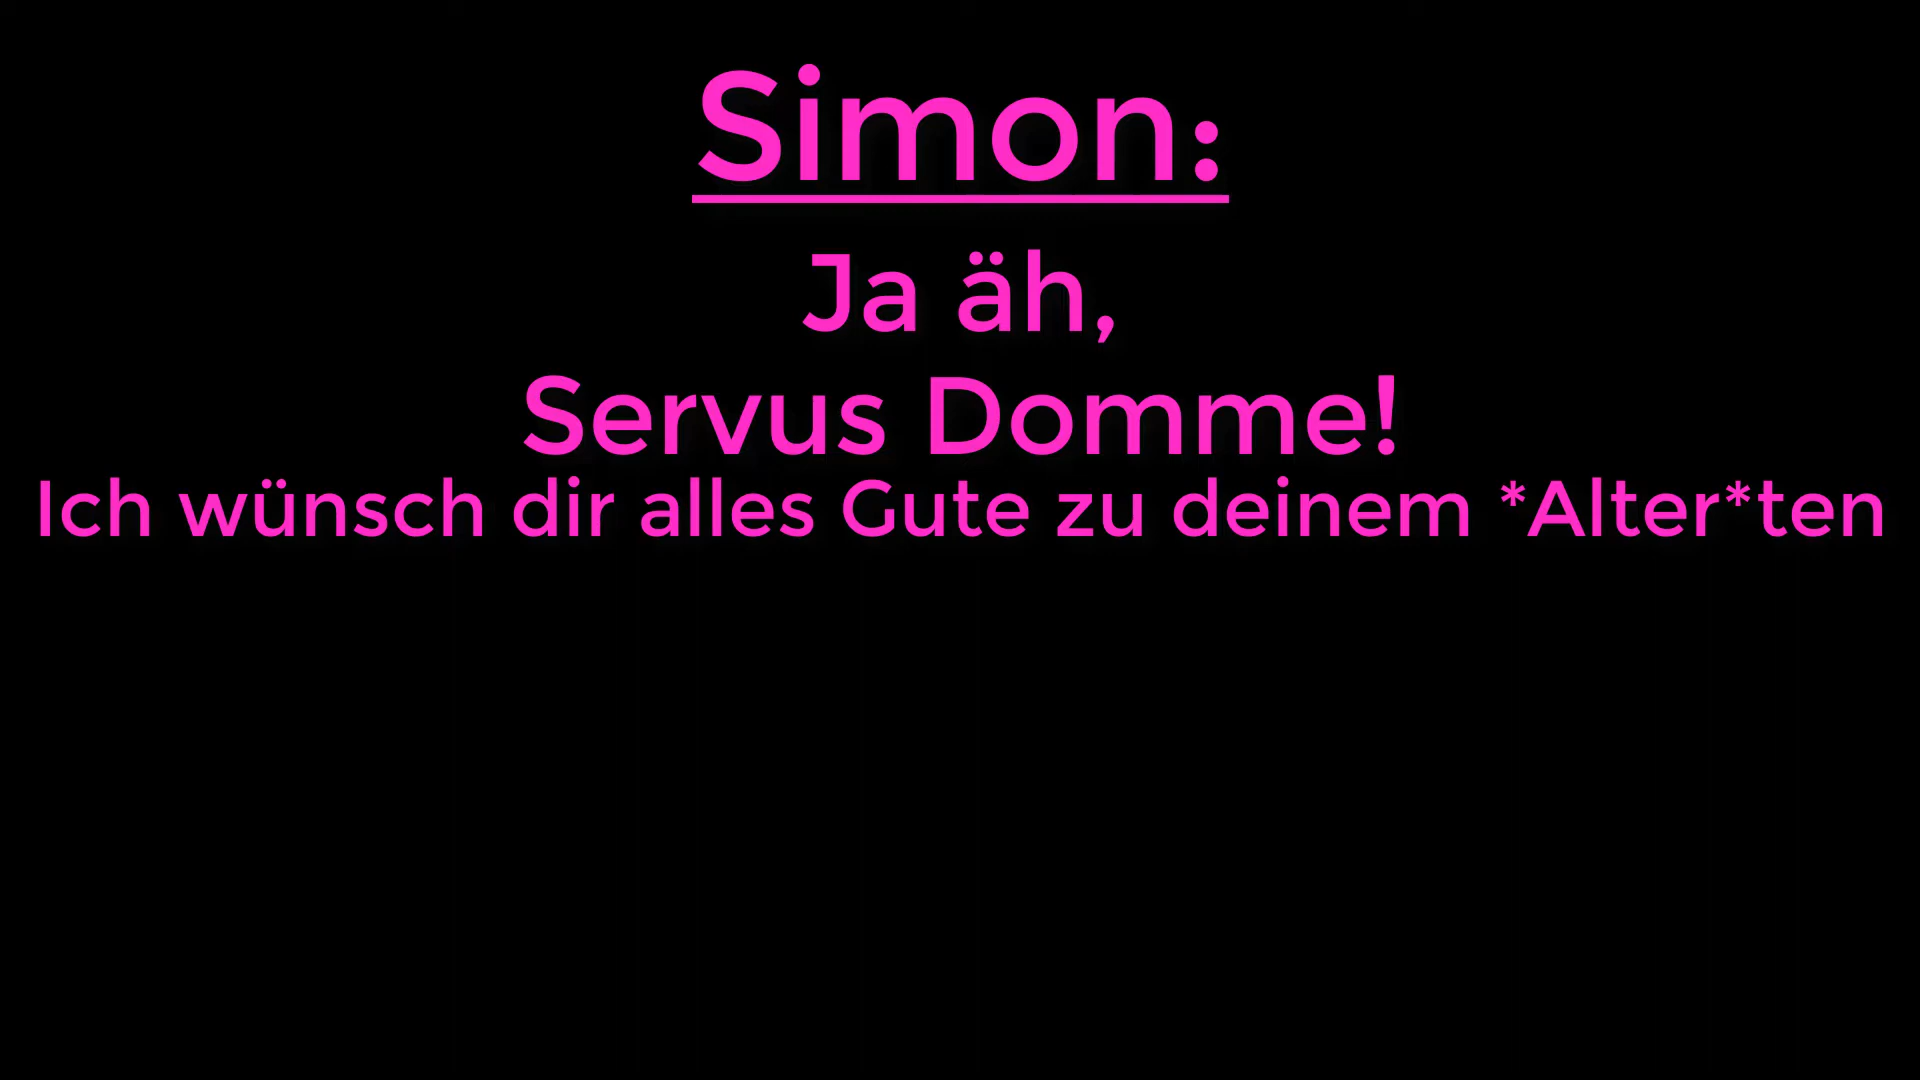 Simon:
Ja äh,
Servus Domme!
Ich wünsch dir alles Gute zu deinem *Alter*ten